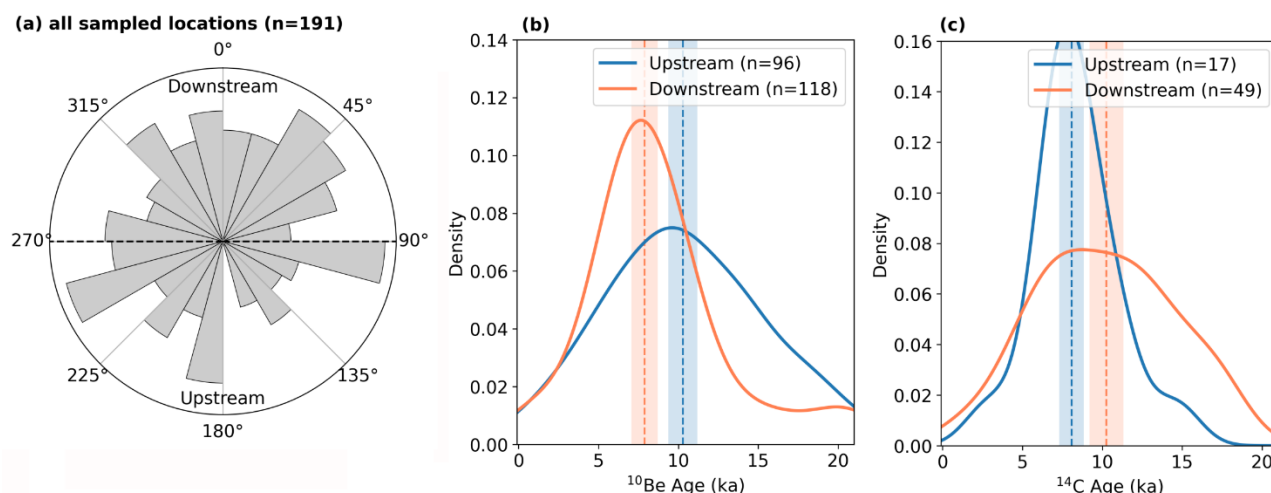 (a) all sampled locations (n=191)
0°
Downstream
315°
45°
270°
90°
225°
135°
Upstream
180°
(b)
0.14
0.12
0.10
0.08
0.06
0.04
0.02
0.00
Density
Upstream (n=96)
Downstream (n=118)
0
5
10
15
20
¹⁰Be Age (ka)
(c)
0.16
0.14
0.12
0.10
0.08
0.06
0.04
0.02
0.00
Density
Upstream (n=17)
Downstream (n=49)
0
5
10
15
20
¹⁴C Age (ka)